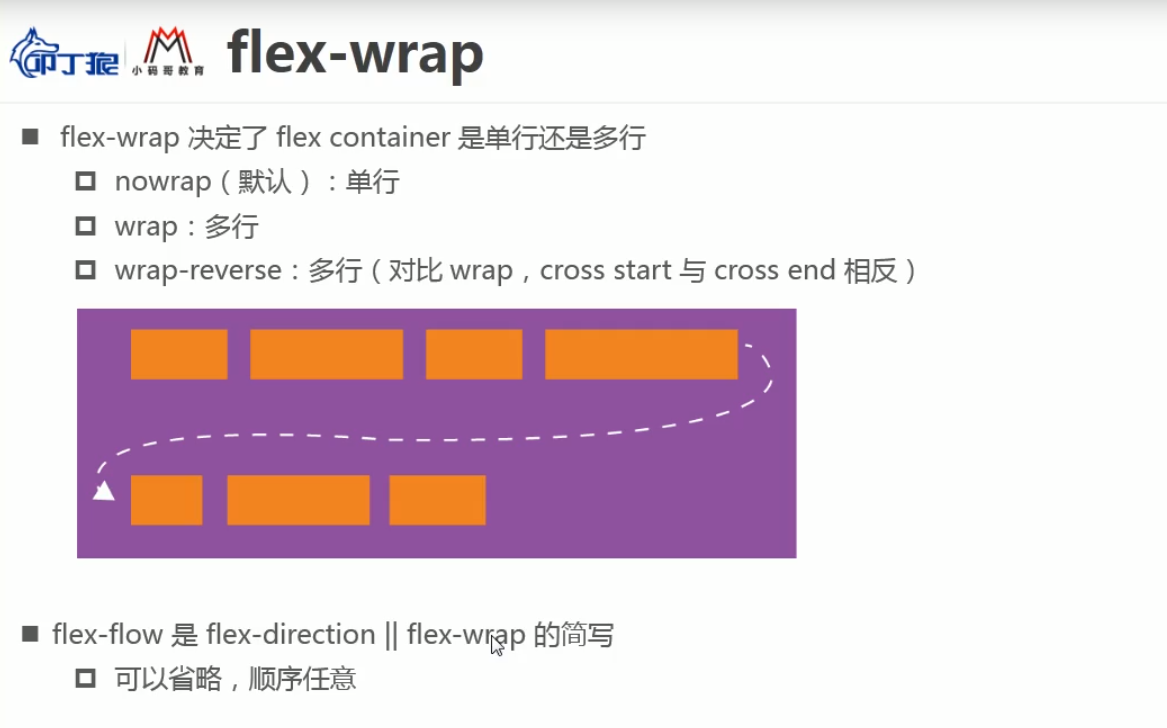 叩丁狼 小码哥教育 flex-wrap
flex-wrap 决定了 flex container 是单行还是多行
nowrap（默认）：单行
wrap：多行
wrap-reverse：多行（对比 wrap，cross start 与 cross end 相反）
flex-flow 是 flex-direction || flex-wrap 的简写
可以省略，顺序任意